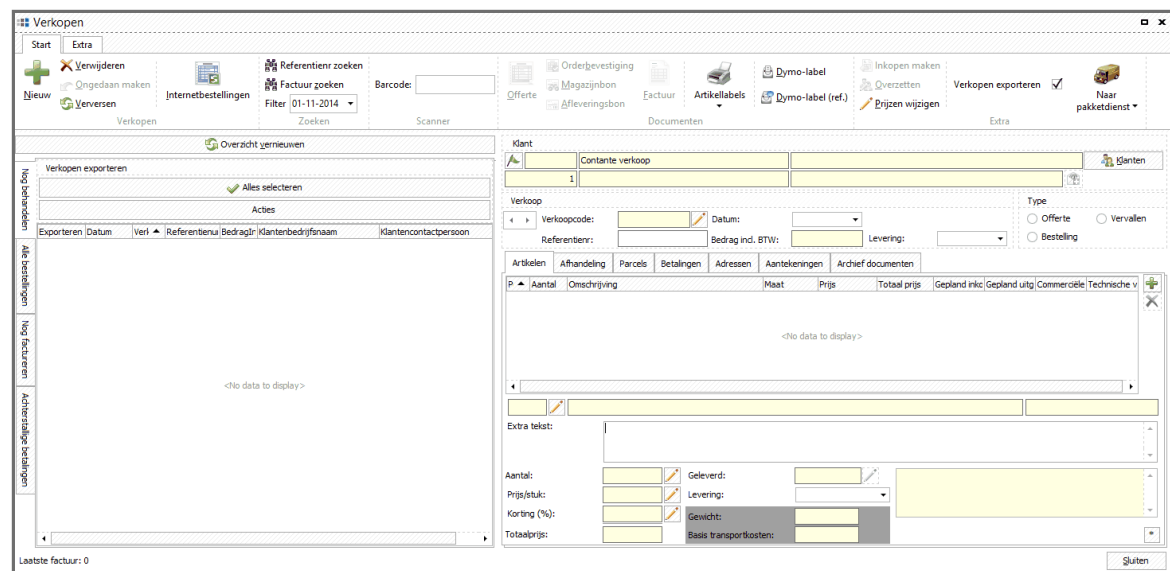 Verkopen
Start Extra
Nieuw
Verwijderen
Ongedaan maken
Verversen
Verkopen
Internetbestellingen
Referentienr zoeken
Factuur zoeken
Filter 01-11-2014
Zoeken
Barcode:
Scanner
Offerte
Orderbevestiging
Magazijnbon
Afleveringsbon
Factuur
Artikellabels
Dymo-label
Dymo-label (ref.)
Documenten
Inkopen maken
Overzetten
Prijzen wijzigen
Verkopen exporteren
Naar
pakketdienst
Extra
Overzicht vernieuwen
Nog behandelen
Alle bestellingen
Nog factureren
Achterstallige betalingen
Verkopen exporteren
Alles selecteren
Acties
Exporteren Datum Verl Referentienu BedragIr Klantenbedrijfsnaam Klantencontactpersoon
<No data to display>
Klant
Contante verkoop
Klanten
1
Verkoop
Verkoopcode: Datum:
Referentienr: Bedrag incl. BTW: Levering:
Type
Offerte Vervallen
Bestelling
Artikelen Afhandeling Parcels Betalingen Adressen Aantekeningen Archief documenten
P Aantal Omschrijving Maat Prijs Totaal prijs Gepland inkc Gepland uitg Commerciële Technische v
<No data to display>
Extra tekst:
Aantal: Geleverd:
Prijs/stuk: Levering:
Korting (%): Gewicht:
Totaalprijs: Basis transportkosten:
Laatste factuur: 0
Sluiten